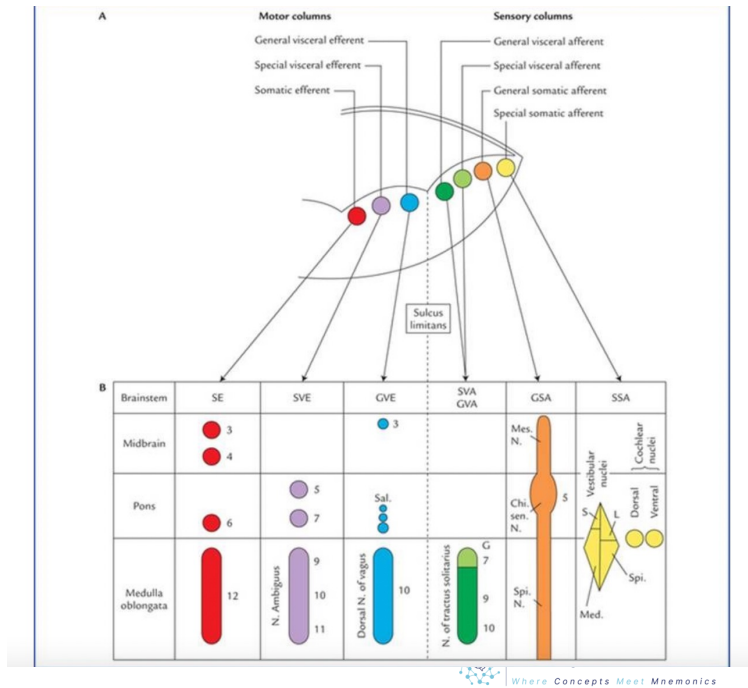 A
Motor columns
Sensory columns
General visceral efferent
General visceral afferent
Special visceral efferent
Special visceral afferent
Somatic efferent
General somatic afferent
Special somatic afferent
Sulcus
limitans
B
Brainstem
SE
SVE
GVE
SVA
GVA
GSA
SSA
Midbrain
3
4
3
Mes.
N.
Vestibular
nuclei
Cochlear
nuclei
Pons
6
5
7
Sal.
Chi.
sen.
N.
5
S
L
Dorsal
Ventral
Medulla
oblongata
12
N. Ambiguus
9
10
11
Dorsal N. of vagus
10
N. of tractus solitarius
G
7
9
10
Spi.
N.
Spi.
Med.
Where Concepts Meet Mnemonics